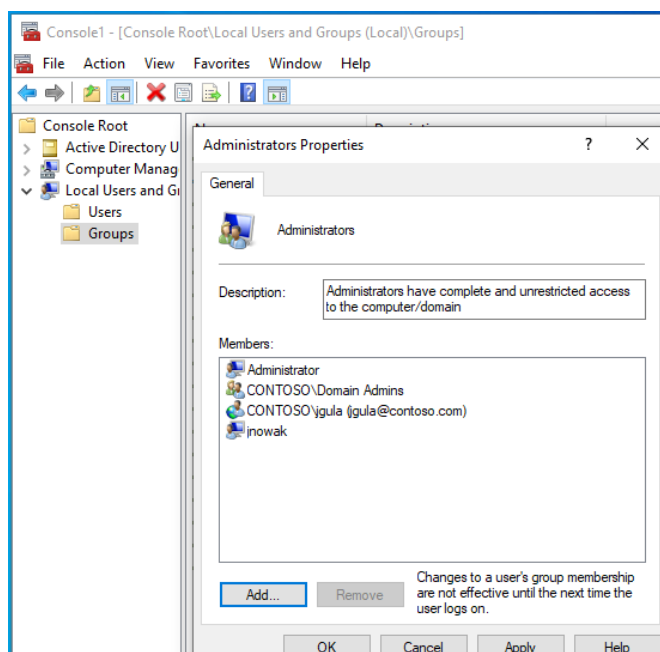 Console1 - [Console Root\Local Users and Groups (Local)\Groups]
File Action View Favorites Window Help
Console Root
Active Directory U
Computer Manag
Local Users and Gr
Users
Groups
Administrators Properties
? X
General
Administrators
Description:
Administrators have complete and unrestricted access
to the computer/domain
Members:
Administrator
CONTOSO\Domain Admins
CONTOSO\jgula (jgula@contoso.com)
jnowak
Add...
Remove
Changes to a user's group membership
are not effective until the next time the
user logs on.
OK Cancel Apply Help